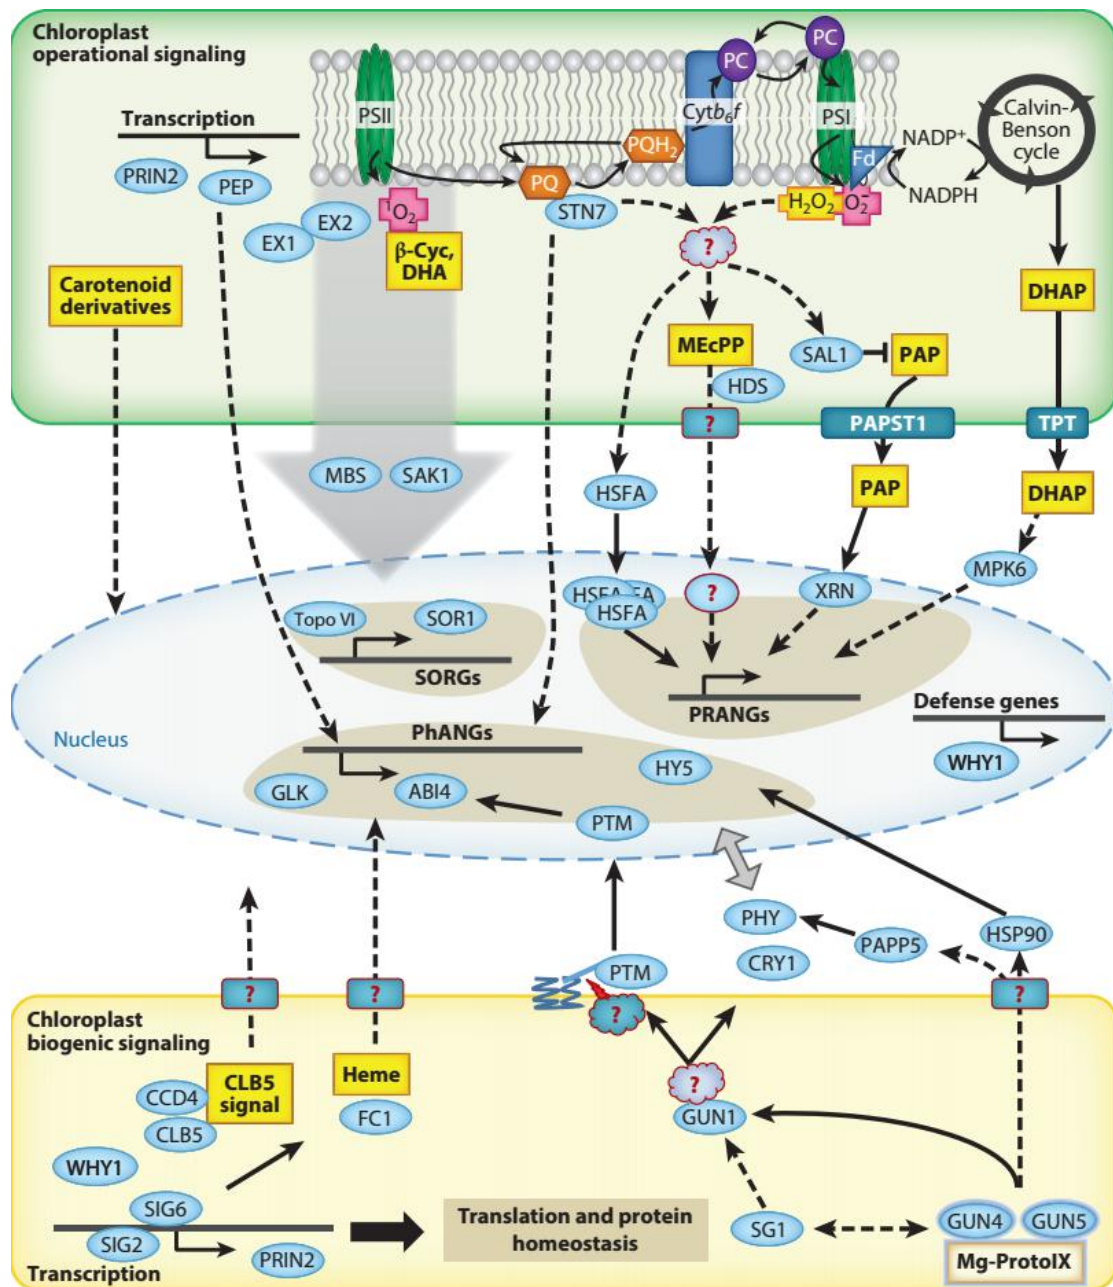 Chloroplast
operational signaling
Transcription
PRIN2
PEP
EX1
EX2
PSII
¹O₂
β-Cyc,
DHA
PQ
PQH₂
STN7
Cytb₆f
PC
PC
PSI
Fd
H₂O₂
O₂⁻
NADP⁺
NADPH
Calvin-
Benson
cycle
?
Carotenoid
derivatives
MEcPP
HDS
SAL1
PAP
DHAP
?
PAPST1
TPT
MBS
SAK1
HSFA
PAP
DHAP
MPK6
XRN
?
HSFA
FA
HSFA
Topo VI
SOR1
SORGs
PRANGs
Defense genes
WHY1
Nucleus
PhANGs
GLK
ABI4
HY5
PTM
PHY
CRY1
PAPP5
HSP90
PTM
?
?
?
?
Chloroplast
biogenic signaling
CCD4
CLB5
CLB5
signal
Heme
FC1
?
GUN1
WHY1
SIG6
SIG2
PRIN2
Transcription
Translation and protein
homeostasis
SG1
GUN4
GUN5
Mg-ProtoIX